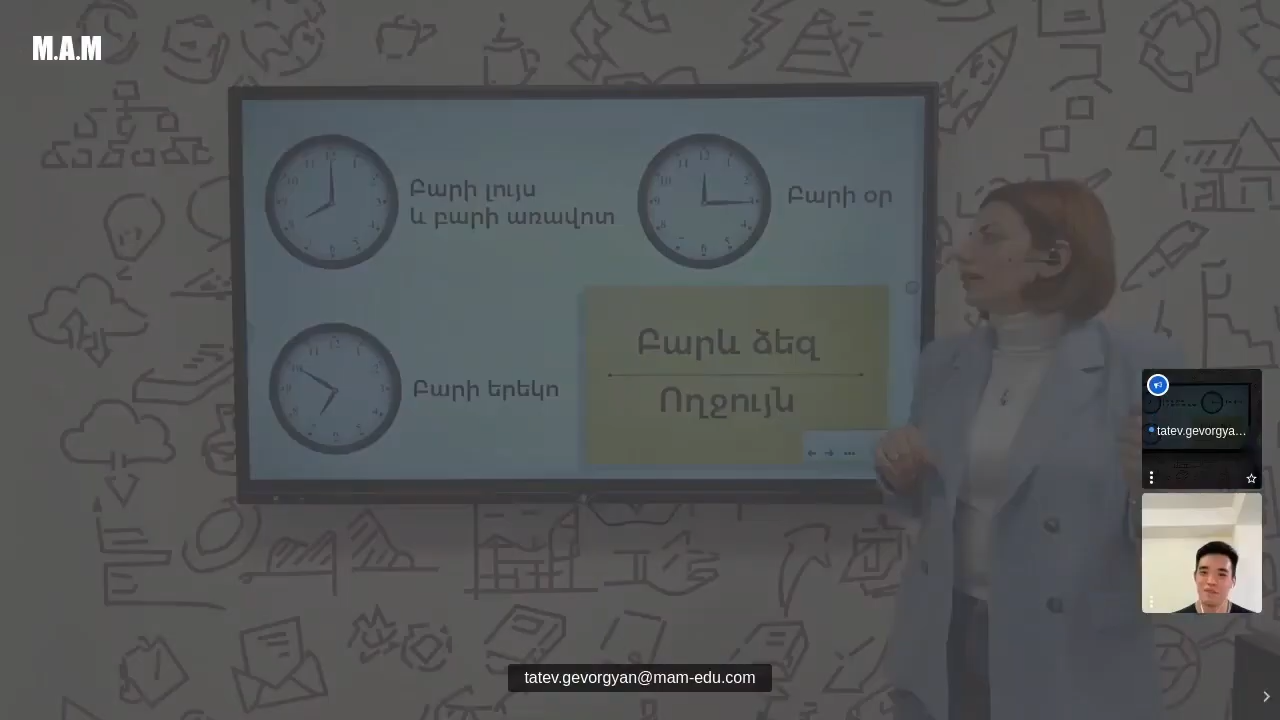 M.A.M
Բարի լույս
և բարի առավոտ
Բարի օր
Բարի երեկո
Բարև ձեզ
Ողջույն
tatev.gevorgya...
tatev.gevorgyan@mam-edu.com